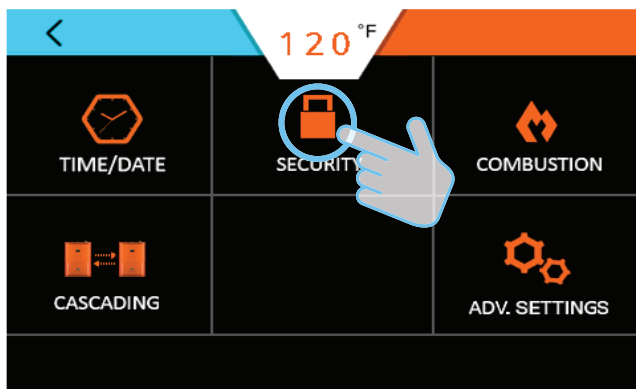 120°F
TIME/DATE
SECURITY
COMBUSTION
CASCADING
ADV. SETTINGS